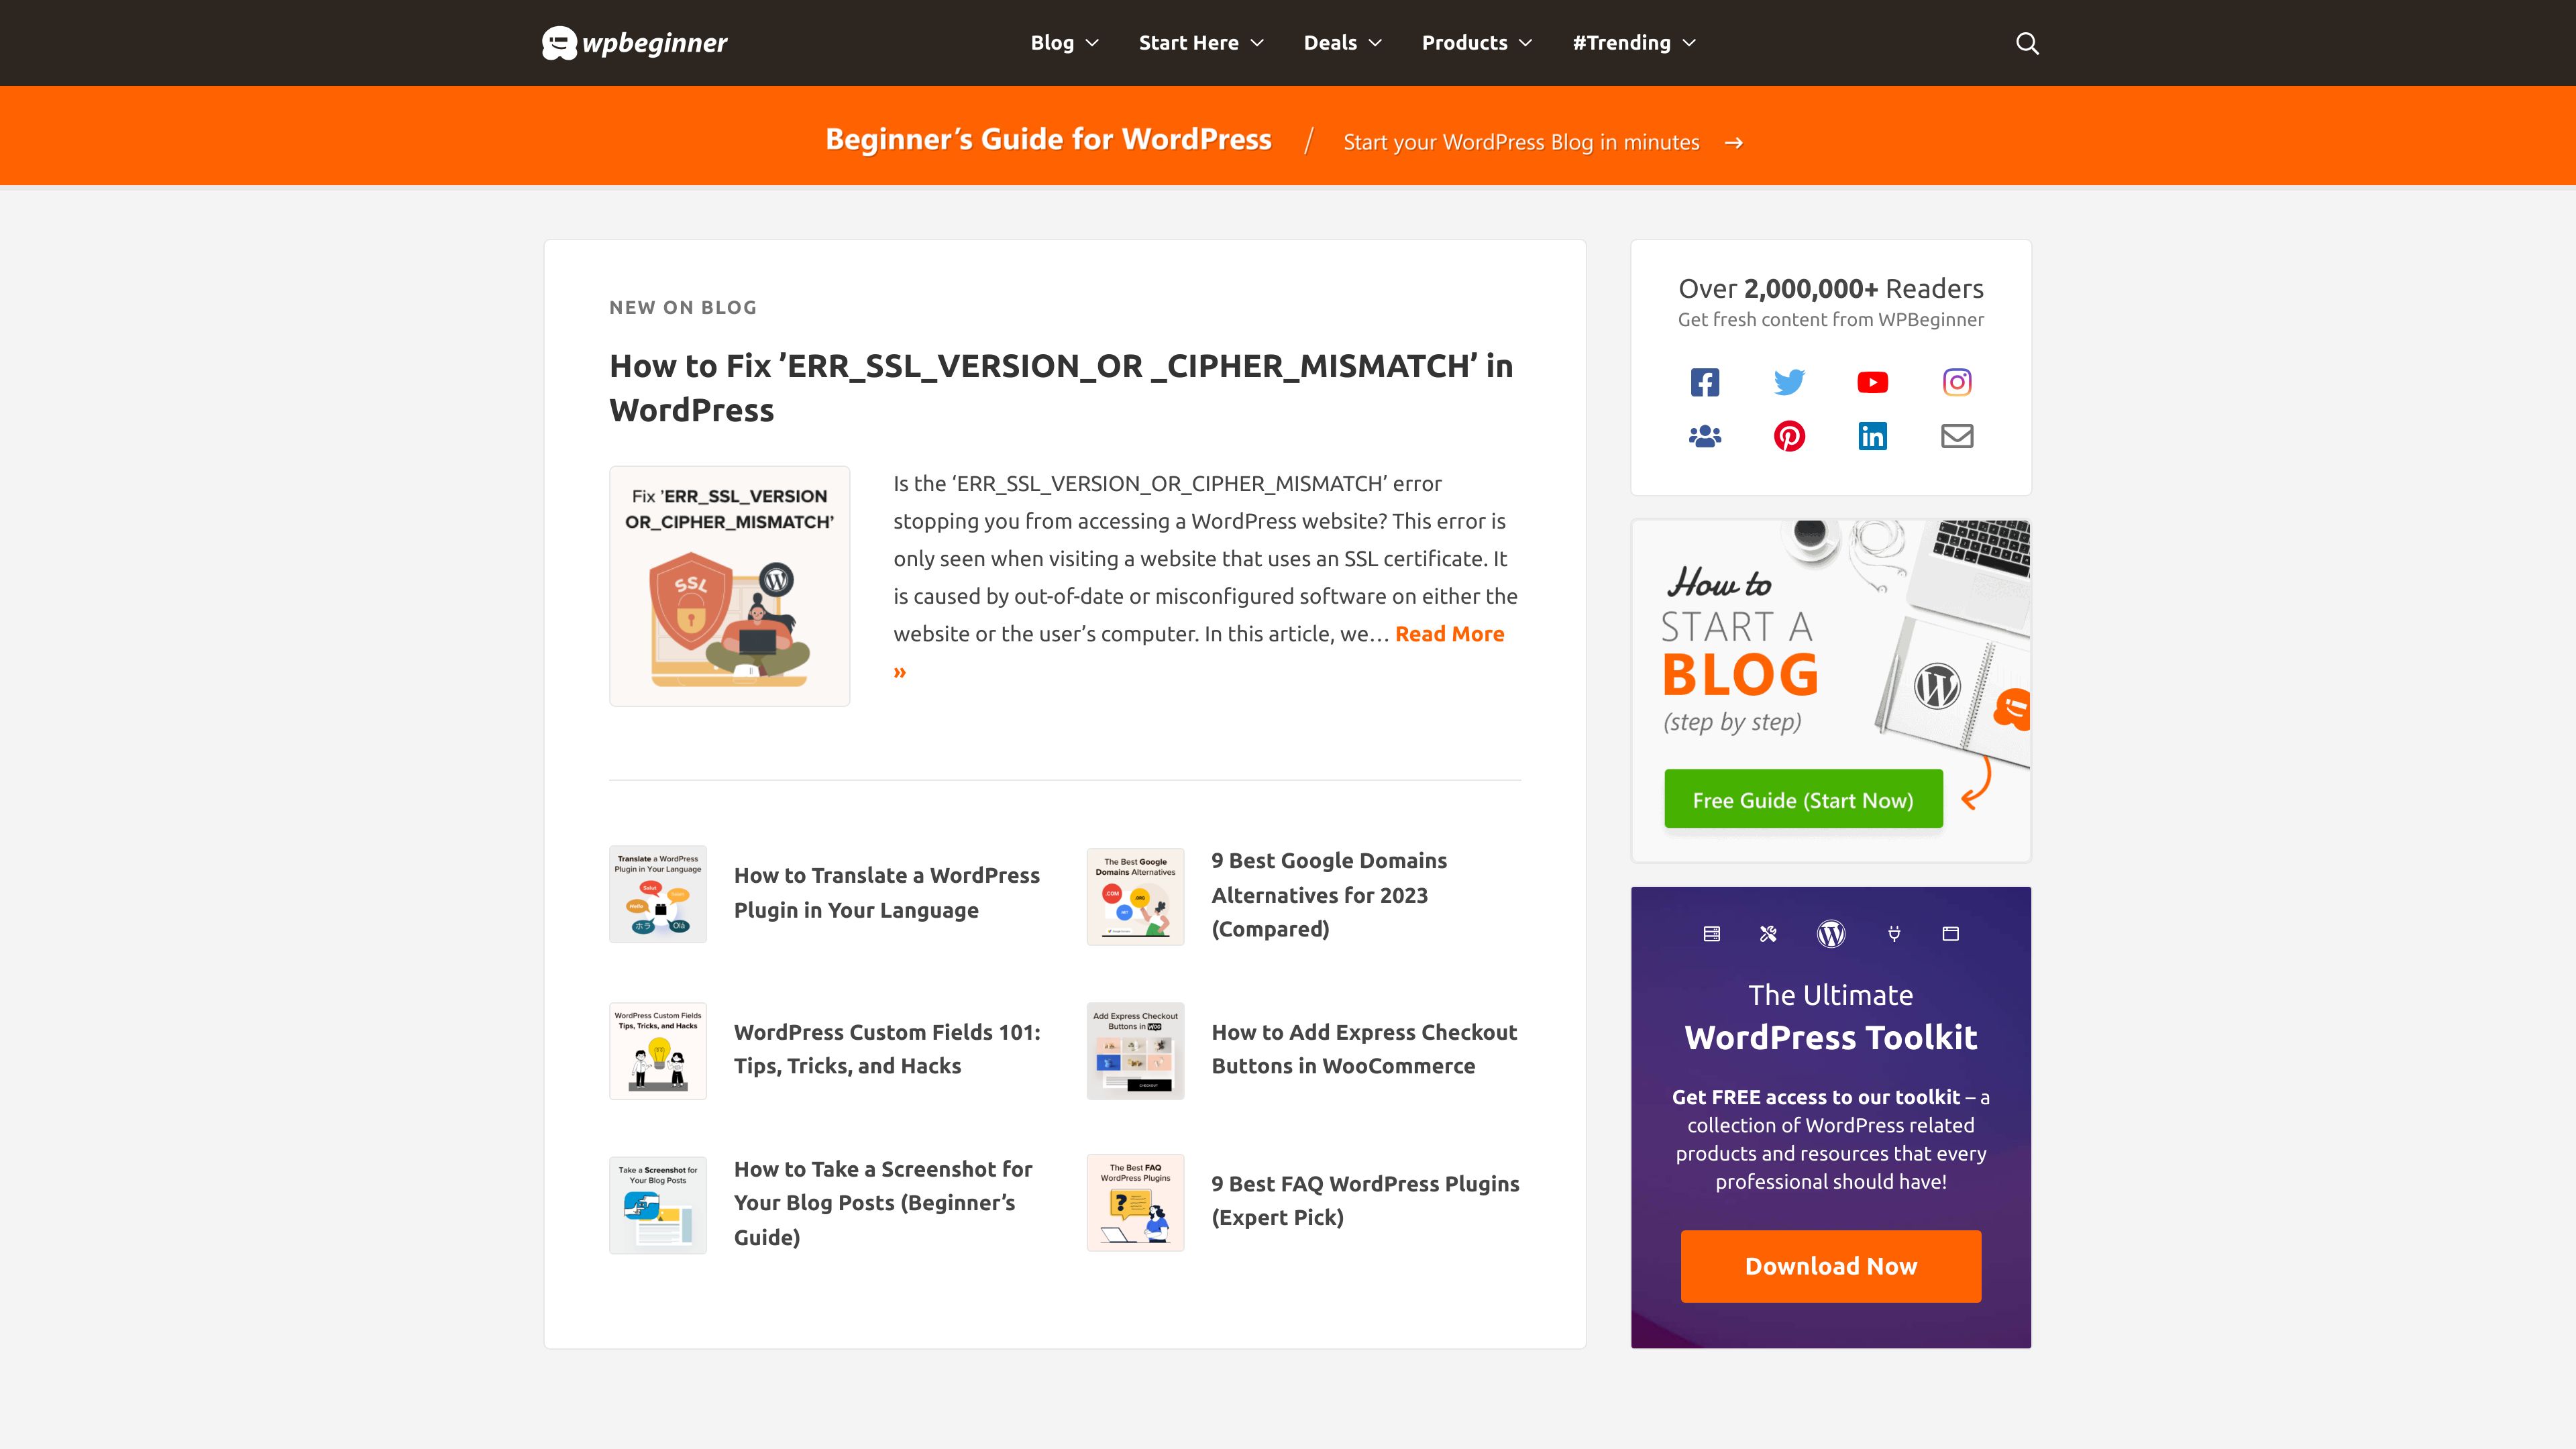 wpbeginner
Blog
Start Here
Deals
Products
#Trending
Beginner’s Guide for WordPress / Start your WordPress Blog in minutes →
NEW ON BLOG
How to Fix ’ERR_SSL_VERSION_OR _CIPHER_MISMATCH’ in
WordPress
Fix ’ERR_SSL_VERSION
OR_CIPHER_MISMATCH’
SSL
Is the ‘ERR_SSL_VERSION_OR_CIPHER_MISMATCH’ error
stopping you from accessing a WordPress website? This error is
only seen when visiting a website that uses an SSL certificate. It
is caused by out-of-date or misconfigured software on either the
website or the user’s computer. In this article, we… Read More
»
Translate a WordPress
Plugin in Your Language
Salut
Hello
ホラ
Olá
How to Translate a WordPress
Plugin in Your Language
The Best Google
Domains Alternatives
.COM
.ORG
.NET
9 Best Google Domains
Alternatives for 2023
(Compared)
WordPress Custom Fields
Tips, Tricks, and Hacks
WordPress Custom Fields 101:
Tips, Tricks, and Hacks
Add Express Checkout
Buttons in Woo
CHECKOUT
How to Add Express Checkout
Buttons in WooCommerce
Take a Screenshot for
Your Blog Posts
How to Take a Screenshot for
Your Blog Posts (Beginner’s
Guide)
The Best FAQ
WordPress Plugins
?
9 Best FAQ WordPress Plugins
(Expert Pick)
Over 2,000,000+ Readers
Get fresh content from WPBeginner
How to
START A
BLOG
(step by step)
Free Guide (Start Now)
The Ultimate
WordPress Toolkit
Get FREE access to our toolkit – a
collection of WordPress related
products and resources that every
professional should have!
Download Now